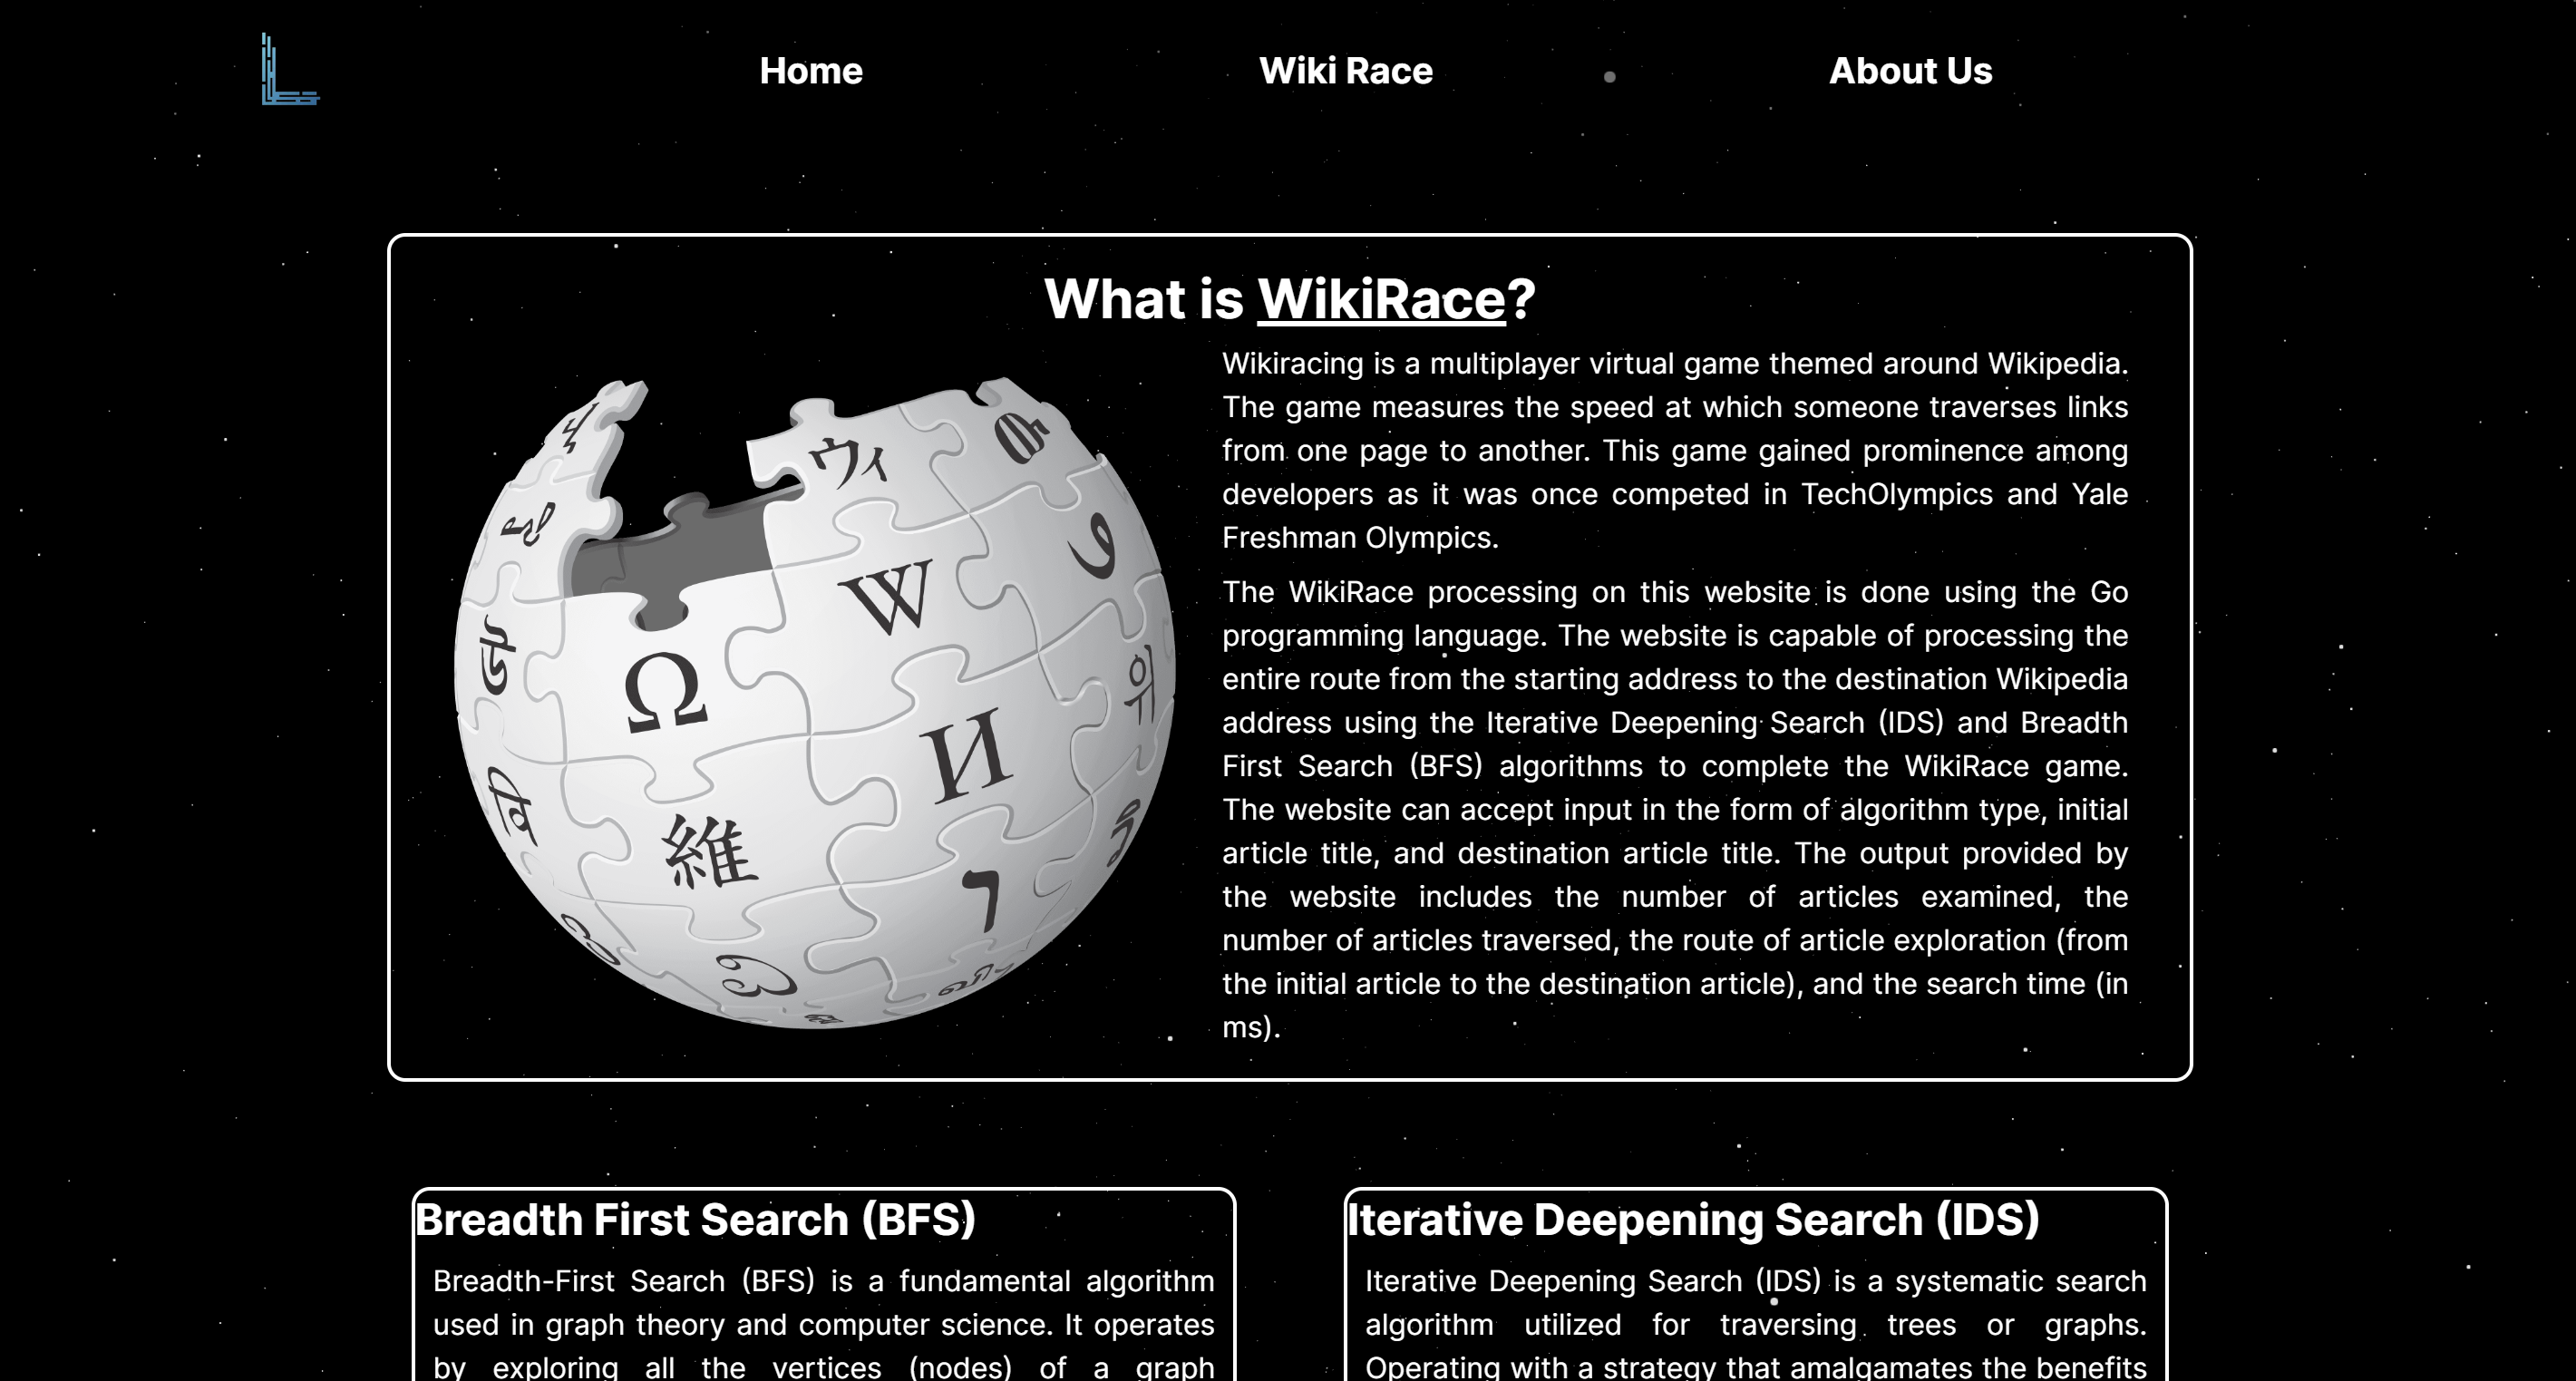 Home
Wiki Race
About Us
What is WikiRace?
Wikiracing is a multiplayer virtual game themed around Wikipedia.
The game measures the speed at which someone traverses links
from one page to another. This game gained prominence among
developers as it was once competed in TechOlympics and Yale
Freshman Olympics.
The WikiRace processing on this website is done using the Go
programming language. The website is capable of processing the
entire route from the starting address to the destination Wikipedia
address using the Iterative Deepening Search (IDS) and Breadth
First Search (BFS) algorithms to complete the WikiRace game.
The website can accept input in the form of algorithm type, initial
article title, and destination article title. The output provided by
the website includes the number of articles examined, the
number of articles traversed, the route of article exploration (from
the initial article to the destination article), and the search time (in
ms).
ウィ
W
Ω
И
위
維
ו
वि
Breadth First Search (BFS)
Breadth-First Search (BFS) is a fundamental algorithm
used in graph theory and computer science. It operates
by exploring all the vertices (nodes) of a graph
Iterative Deepening Search (IDS)
Iterative Deepening Search (IDS) is a systematic search
algorithm utilized for traversing trees or graphs.
Operating with a strategy that amalgamates the benefits